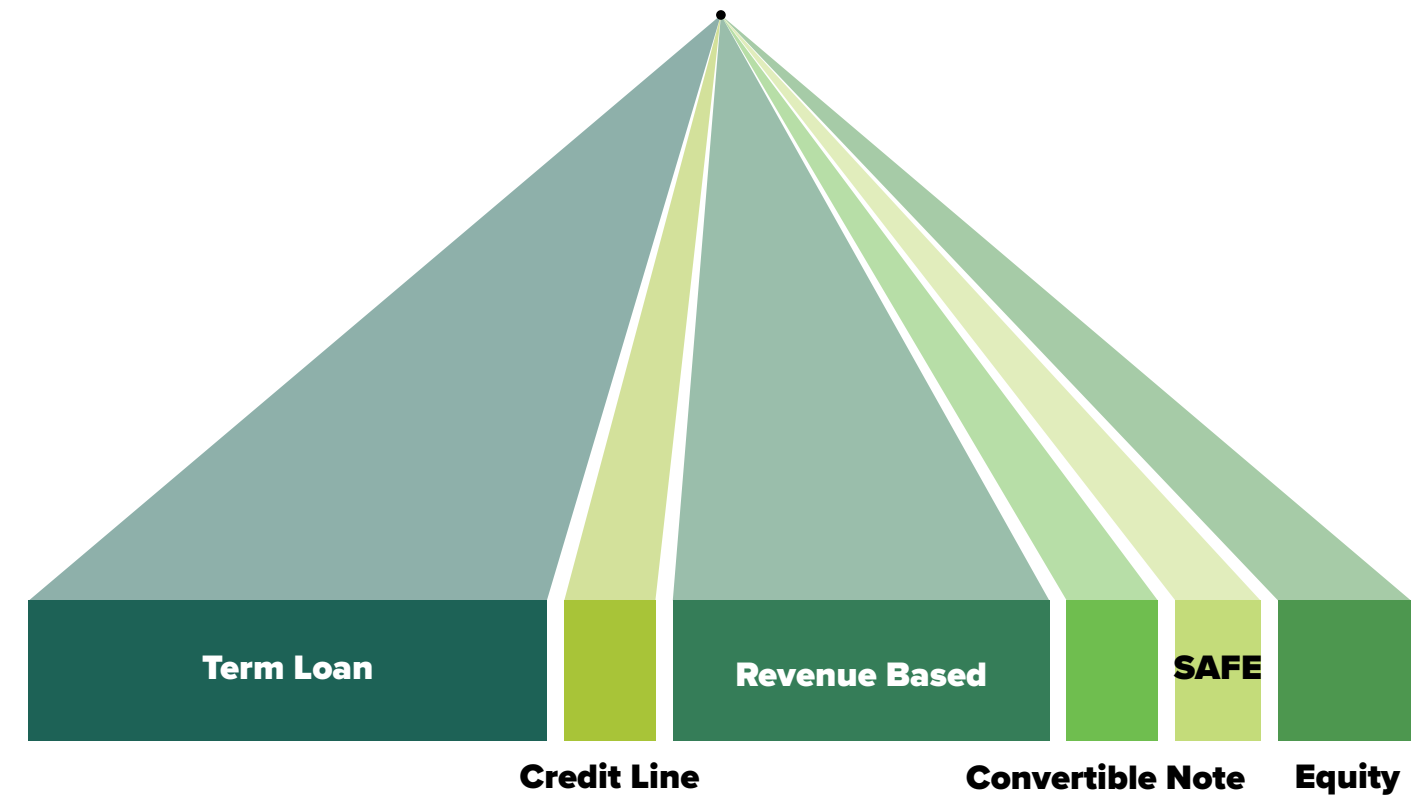 Term Loan
Revenue Based
SAFE
Credit Line
Convertible Note
Equity